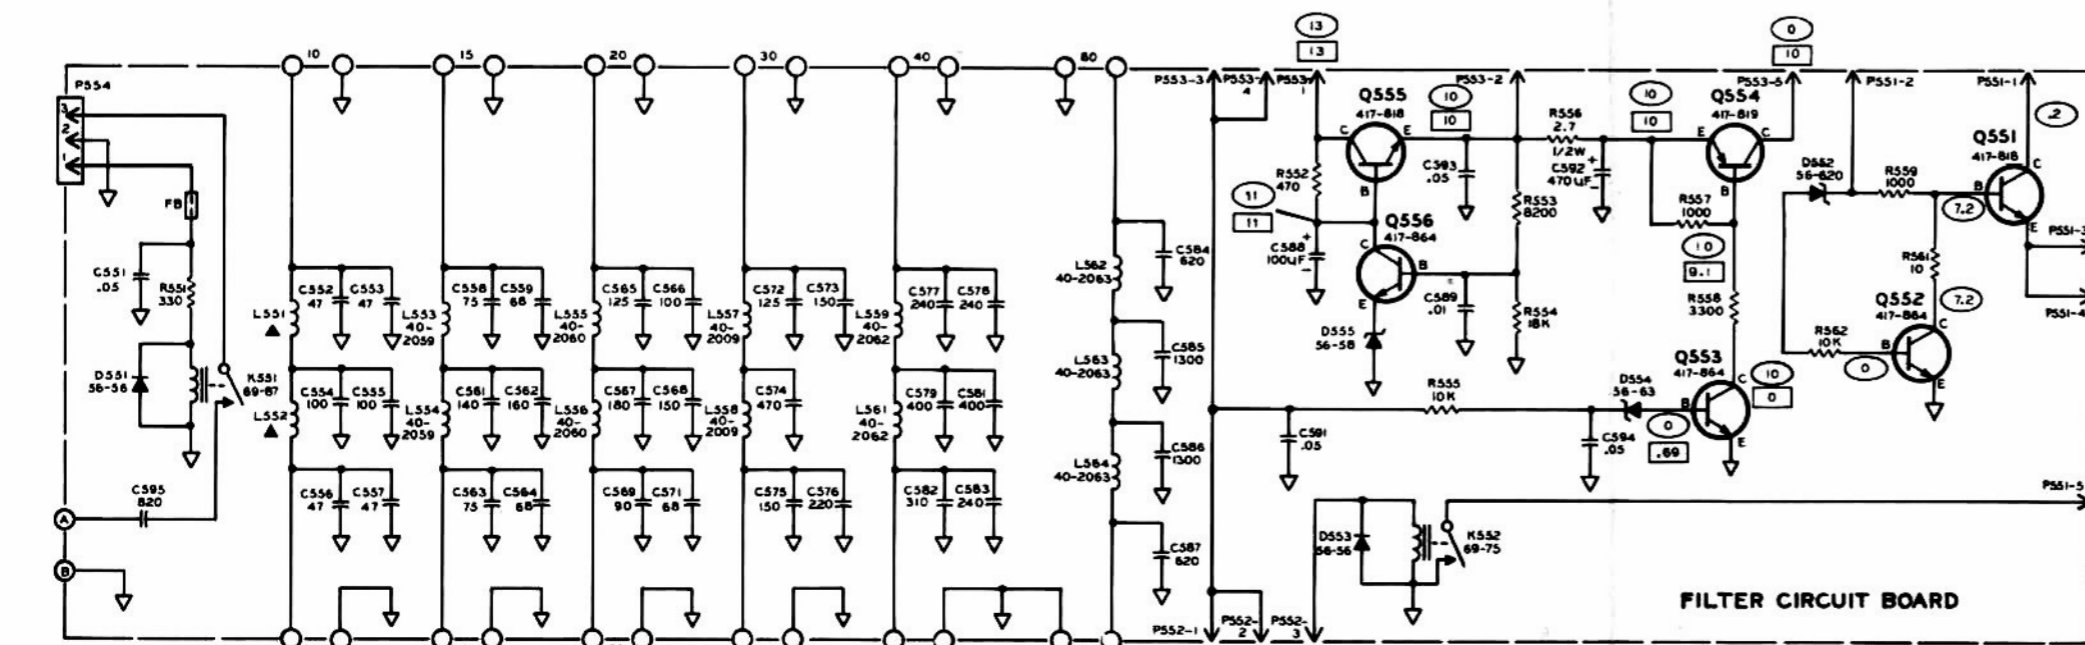 P554
3
2
1
FB
C551
.05
R551
330
D551
56-56
K551
69-87
C595
820
A
B
10
L551
▲
C552
47
C553
47
L552
▲
C554
100
C555
100
C556
47
C557
47
15
C558
75
C559
68
L553
40-
2059
C561
140
C562
160
L554
40-
2059
C563
75
C564
68
20
C565
125
C566
100
L555
40-
2060
C567
180
C568
150
L556
40-
2060
C569
90
C571
68
30
C572
125
C573
150
L557
40-
2009
C574
470
L558
40-
2009
C575
150
C576
220
40
C577
240
C578
240
L559
40-
2062
C579
400
C581
400
L561
40-
2062
C582
310
C583
240
80
L562
40-2063
C584
620
L563
40-2063
C585
1300
L564
40-2063
C586
1300
C587
620
P553-3
P553-
4
P553-
1
13
13
Q555
417-818
C
E
B
10
10
P553-2
R552
470
11
11
C588
100uF
+
-
Q556
417-864
C
B
E
D555
56-58
C593
.05
C589
.01
R553
8200
R554
18K
R556
2.7
1/2W
C592
470uF
+
-
10
10
Q554
417-819
E
C
B
P553-5
0
10
R557
1000
10
9.1
R558
3300
Q553
417-864
C
B
E
10
0
0
.69
D554
56-63
R555
10K
C591
.05
C594
.05
P551-2
D552
56-620
R559
1000
P551-1
.2
Q551
417-818
C
B
E
7.2
P551-3
P551-4
R561
10
7.2
Q552
417-864
C
B
E
R562
10K
0
P551-5
D553
56-56
K552
69-75
P552-1
P552-
2
P552-
3
FILTER CIRCUIT BOARD